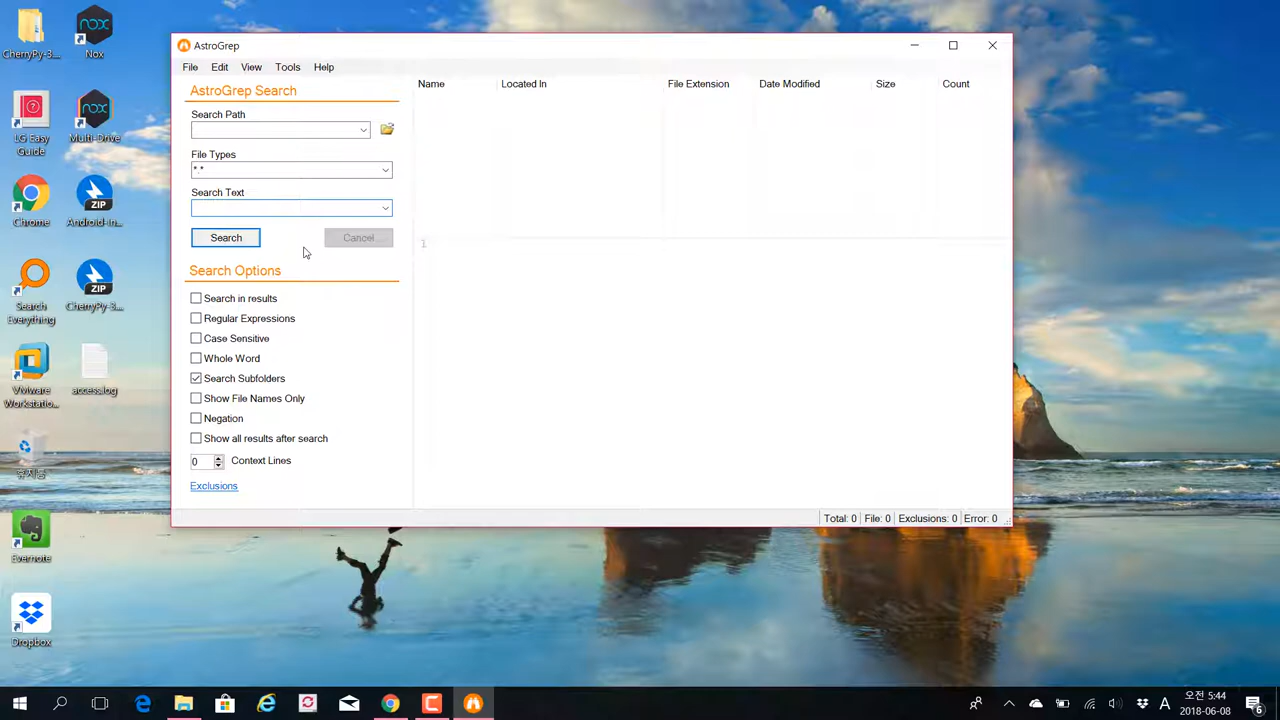 CherryPy-3...
Nox
LG Easy
Guide
Multi-Drive
Chrome
ZIP
Android-In...
Search
Everything
ZIP
CherryPy-3...
VMware
Workstatio...
access.log
휴지통
Evernote
Dropbox
AstroGrep
File Edit View Tools Help
AstroGrep Search
Search Path
File Types
*.*
Search Text
Search Cancel
Search Options
Search in results
Regular Expressions
Case Sensitive
Whole Word
Search Subfolders
Show File Names Only
Negation
Show all results after search
0 Context Lines
Exclusions
Name Located In File Extension Date Modified Size Count
1
Total: 0 File: 0 Exclusions: 0 Error: 0
A
오전 5:44
2018-06-08
6